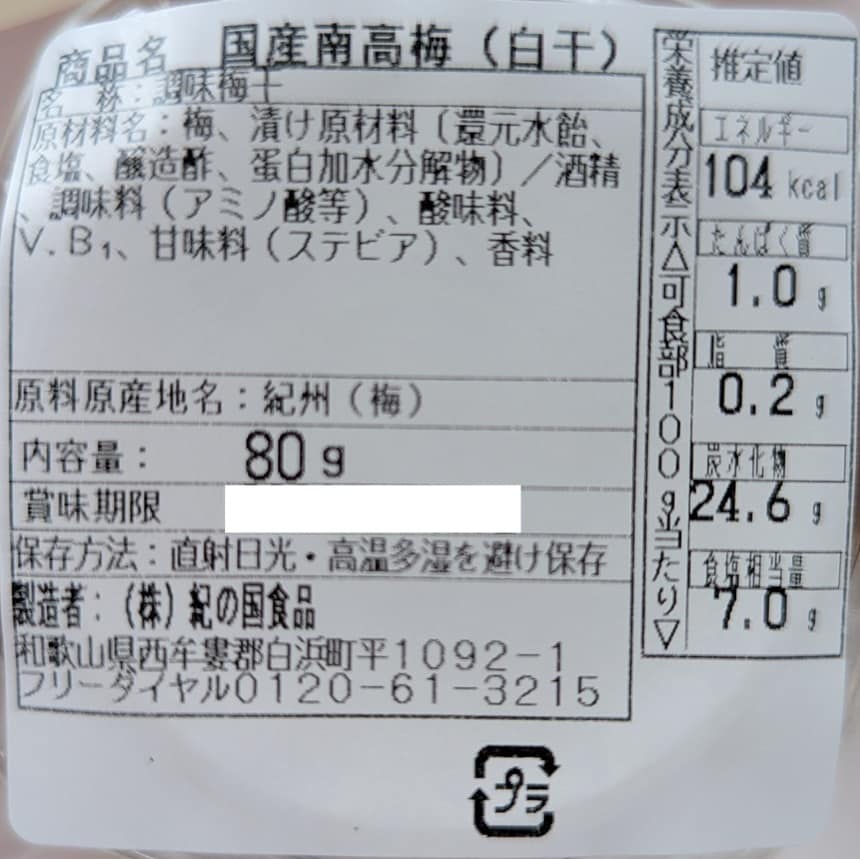 商品名 国産南高梅(白干)
名 称:調味梅干
原材料名:梅、漬け原材料〔還元水飴、
食塩、醸造酢、蛋白加水分解物〕/酒精
、調味料(アミノ酸等)、酸味料、
V.B1、甘味料(ステビア)、香料
原料原産地名:紀州(梅)
内容量: 80g
賞味期限
保存方法:直射日光・高温多湿を避け保存
製造者:(株)紀の国食品
和歌山県西牟婁郡白浜町平1092-1
フリーダイヤル0120-61-3215
栄養成分表示△可食部100g当たり▽
推定値
エネルギー
104 kcal
たんぱく質
1.0 g
脂 質
0.2 g
炭水化物
24.6 g
食塩相当量
7.0 g
プラ